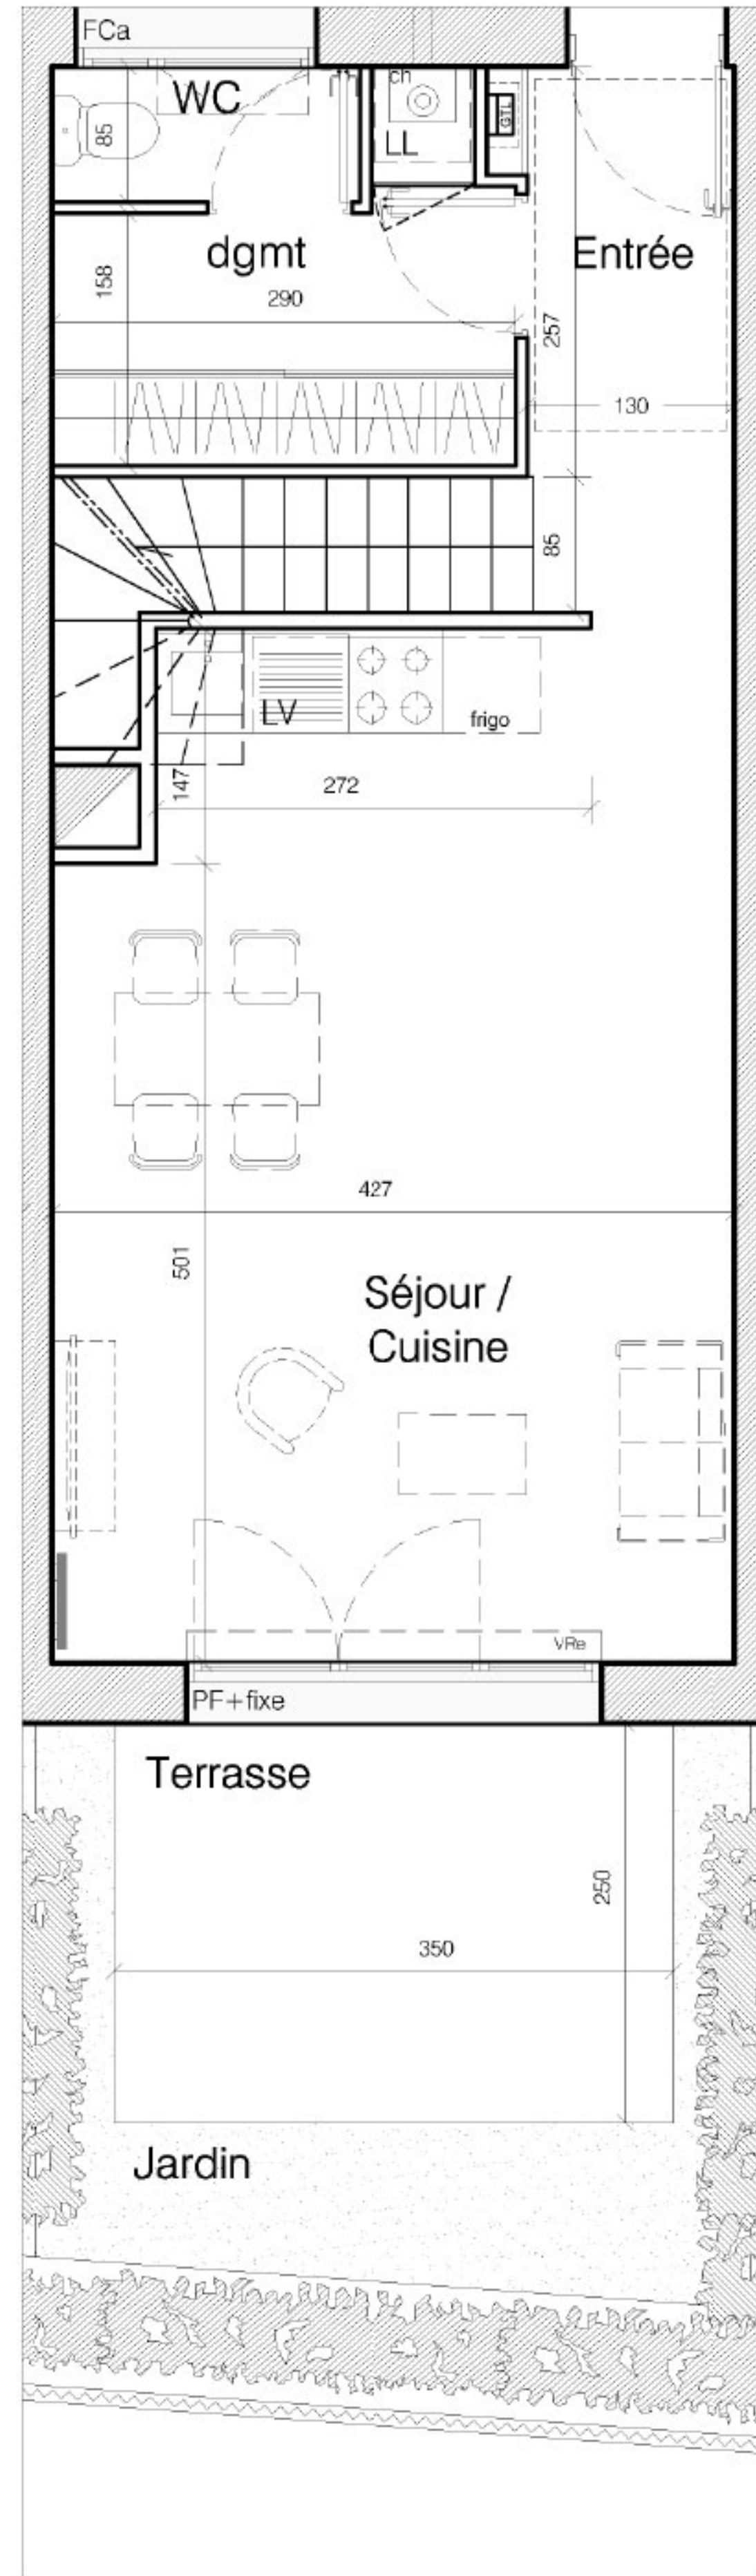 FCa
WC
85
ch
LL
GTL
dgmt
Entrée
158
290
257
130
85
LV
frigo
147
272
427
501
Séjour /
Cuisine
VRe
PF+fixe
Terrasse
250
350
Jardin